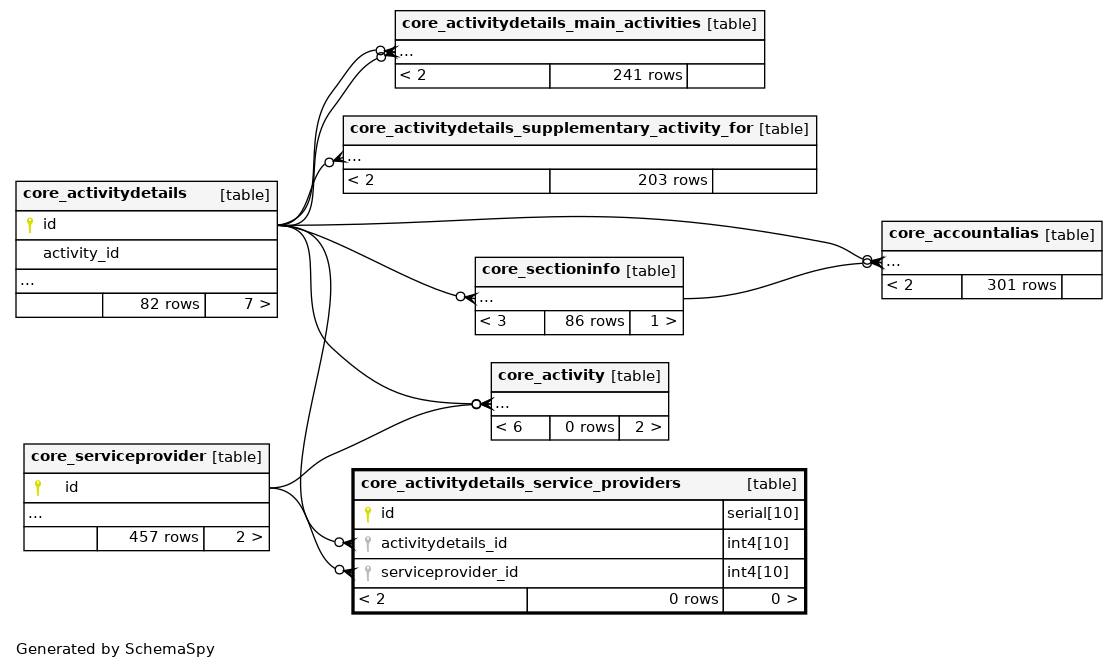 core_activitydetails_main_activities [table]
...
< 2 241 rows
core_activitydetails_supplementary_activity_for [table]
...
< 2 203 rows
core_activitydetails [table]
id
activity_id
...
82 rows 7 >
core_accountalias [table]
...
< 2 301 rows
core_sectioninfo [table]
...
< 3 86 rows 1 >
core_activity [table]
...
< 6 0 rows 2 >
core_serviceprovider [table]
id
...
457 rows 2 >
core_activitydetails_service_providers [table]
id serial[10]
activitydetails_id int4[10]
serviceprovider_id int4[10]
< 2 0 rows 0 >
Generated by SchemaSpy